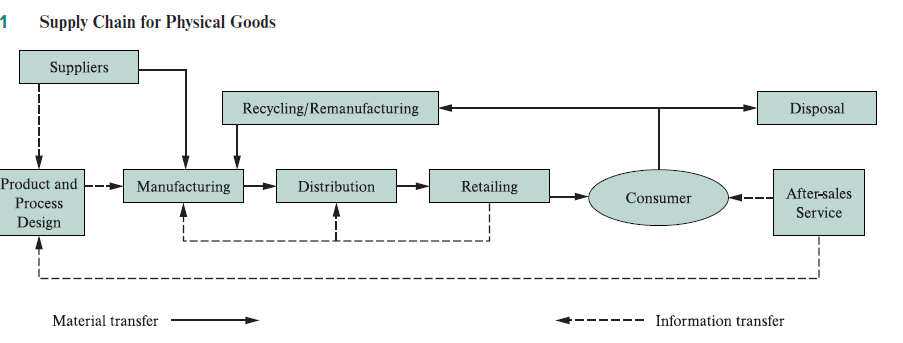 1 Supply Chain for Physical Goods
Suppliers
Recycling/Remanufacturing
Disposal
Product and
Process
Design
Manufacturing
Distribution
Retailing
Consumer
After-sales
Service
Material transfer
Information transfer